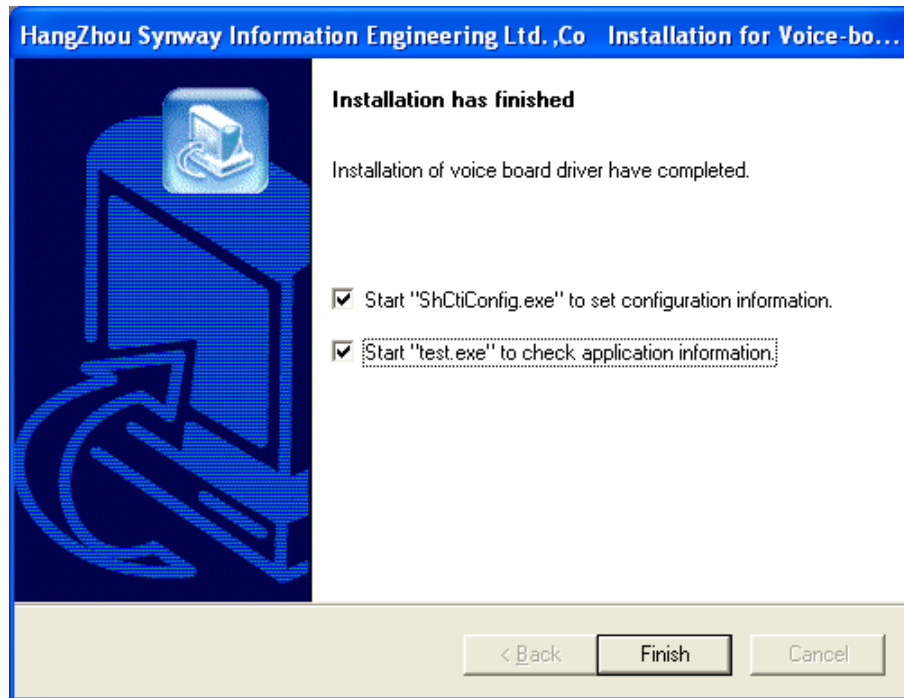 HangZhou Synway Information Engineering Ltd.,Co Installation for Voice-bo...
Installation has finished
Installation of voice board driver have completed.
Start "ShCtiConfig.exe" to set configuration information.
Start "test.exe" to check application information.
< Back
Finish
Cancel